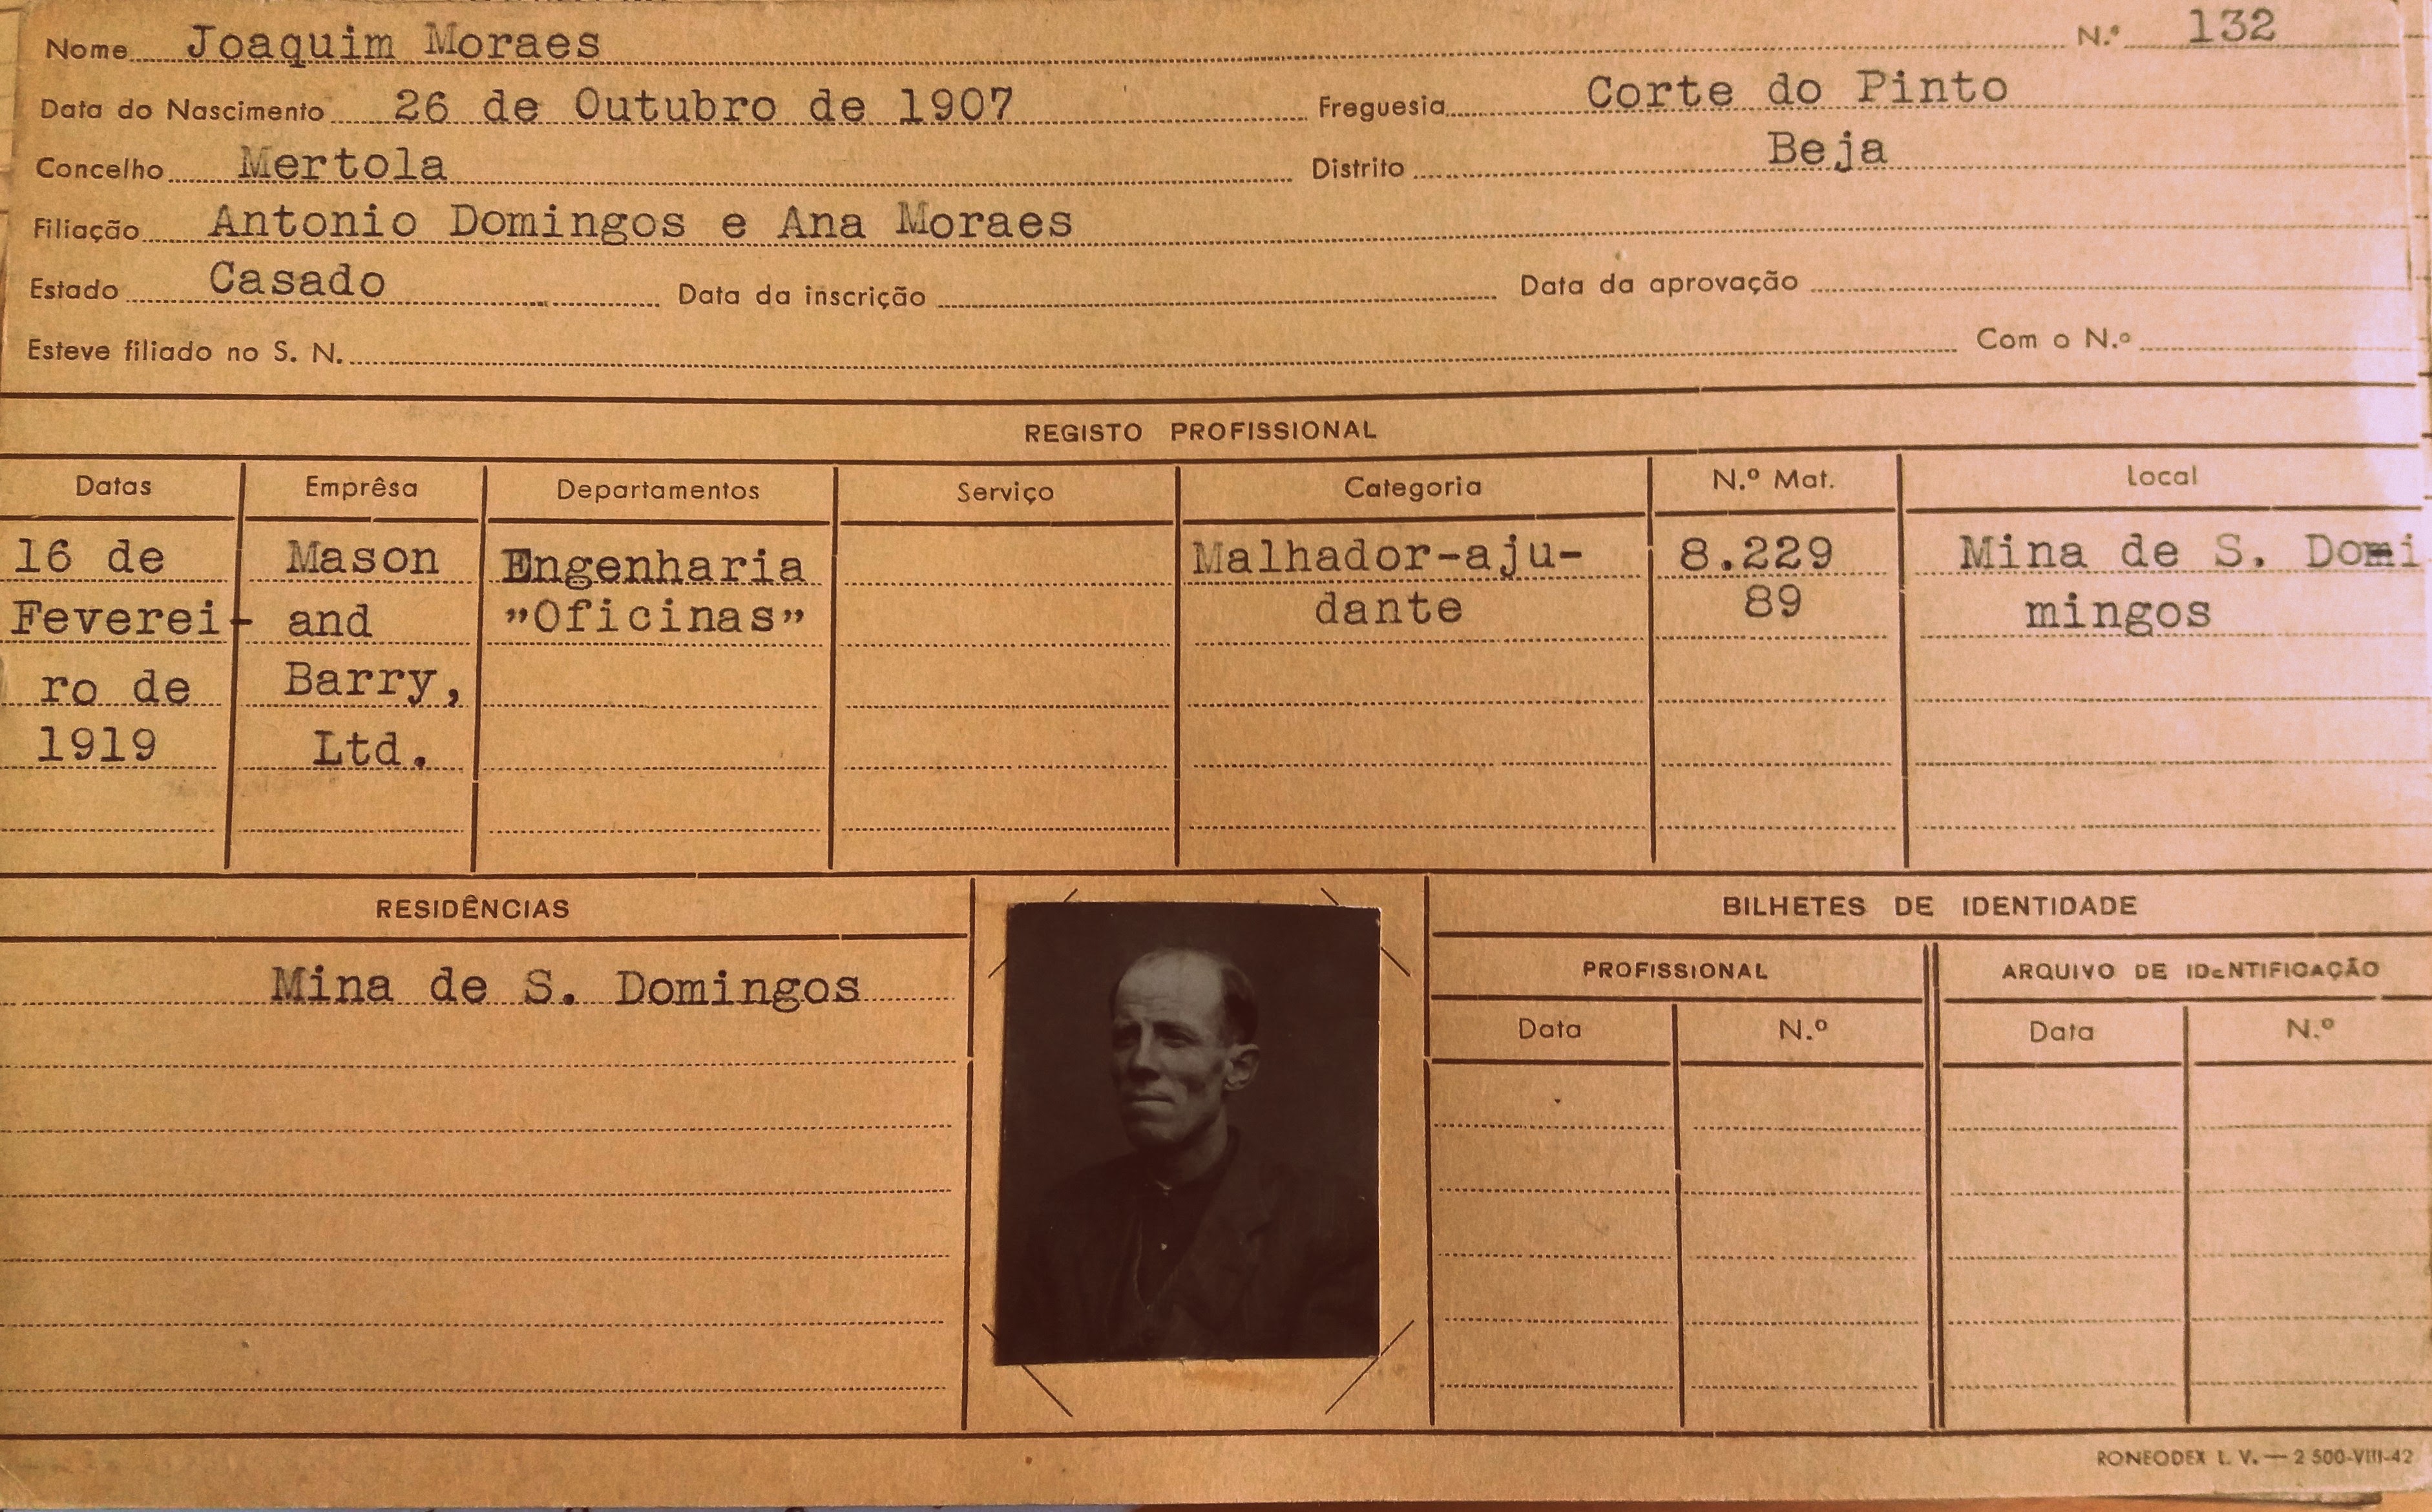 Nome Joaquim Moraes N.º 132
Data do Nascimento 26 de Outubro de 1907 Freguesia Corte do Pinto
Concelho Mertola Distrito Beja
Filiação Antonio Domingos e Ana Moraes
Estado Casado Data da inscrição Data da aprovação
Esteve filiado no S. N. Com o N.º
REGISTO PROFISSIONAL
Datas Emprêsa Departamentos Serviço Categoria N.º Mat. Local
16 de Mason Engenharia Malhador-aju- 8.229 Mina de S. Domi
Feverei- and "Oficinas" dante 89 mingos
ro de Barry,
1919 Ltd.
RESIDÊNCIAS BILHETES DE IDENTIDADE
Mina de S. Domingos PROFISSIONAL ARQUIVO DE IDENTIFICAÇÃO
Data N.º Data N.º
RONEODEX L. V. — 2 500-VIII-42